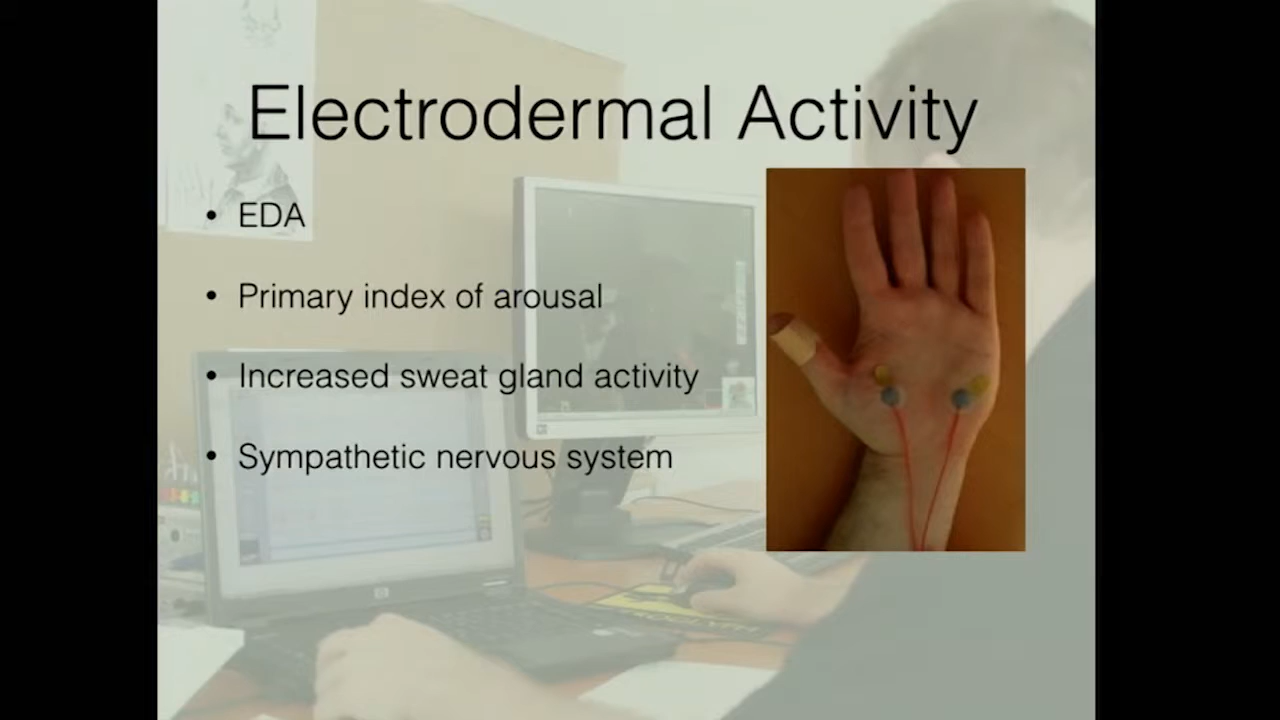 Electrodermal Activity
• EDA
• Primary index of arousal
• Increased sweat gland activity
• Sympathetic nervous system